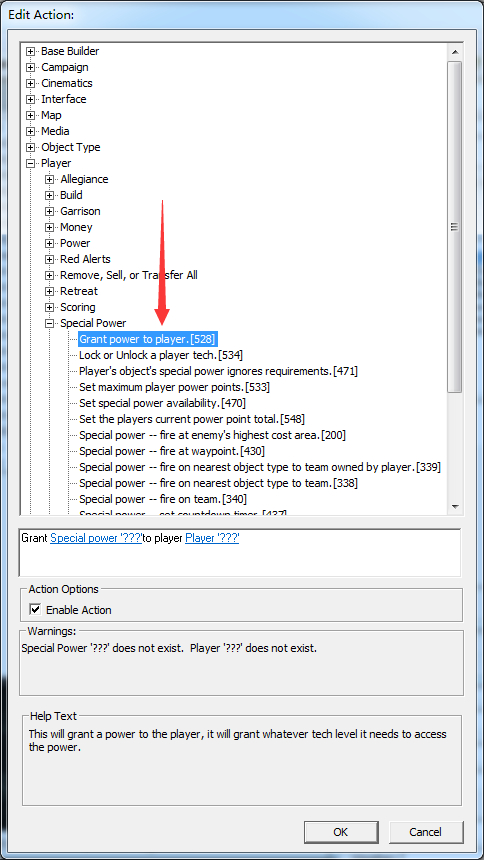 Edit Action:
Base Builder
Campaign
Cinematics
Interface
Map
Media
Object Type
Player
Allegiance
Build
Garrison
Money
Power
Red Alerts
Remove, Sell, or Transfer All
Retreat
Scoring
Special Power
Grant power to player.[528]
Lock or Unlock a player tech.[534]
Player's object's special power ignores requirements.[471]
Set maximum player power points.[533]
Set special power availability.[470]
Set the players current power point total.[548]
Special power -- fire at enemy's highest cost area.[200]
Special power -- fire at waypoint.[430]
Special power -- fire on nearest object type to team owned by player.[339]
Special power -- fire on nearest object type to team.[338]
Special power -- fire on team.[340]
Special power -- set countdown timer.[437]
Grant Special power '???'to player Player '???'
Action Options
Enable Action
Warnings:
Special Power '???' does not exist.  Player '???' does not exist.
Help Text
This will grant a power to the player, it will grant whatever tech level it needs to access
the power.
OK
Cancel